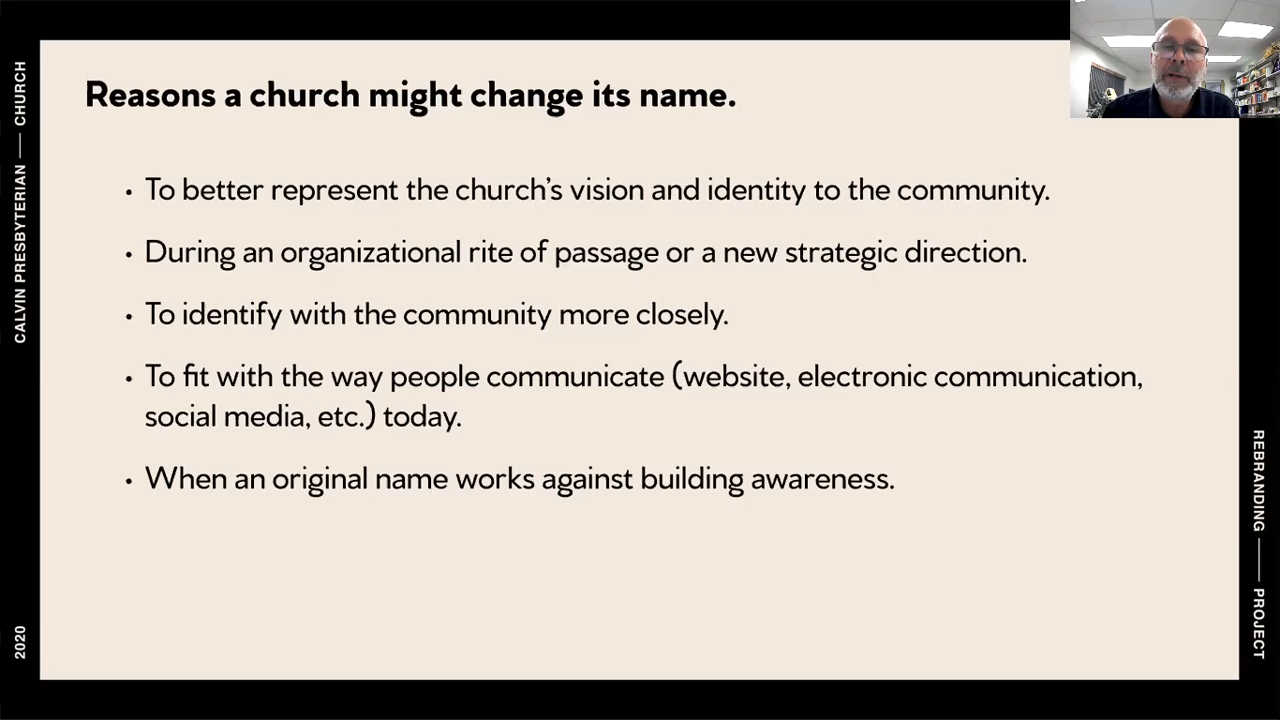 Reasons a church might change its name.
• To better represent the church's vision and identity to the community.
• During an organizational rite of passage or a new strategic direction.
• To identify with the community more closely.
• To fit with the way people communicate (website, electronic communication,
social media, etc.) today.
• When an original name works against building awareness.
CALVIN PRESBYTERIAN — CHURCH
2020
REBRANDING — PROJECT